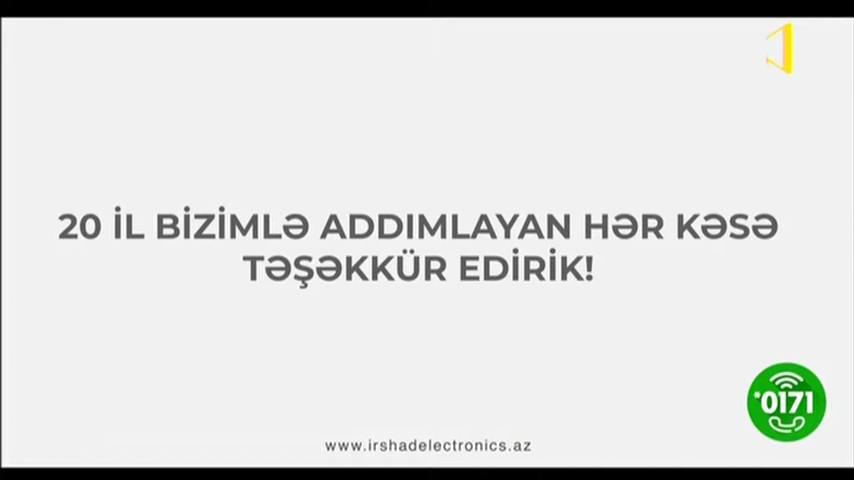 20 İL BİZİMLƏ ADDIMLAYAN HƏR KƏSƏ
TƏŞƏKKÜR EDİRİK!
*0171
www.irshadelectronics.az